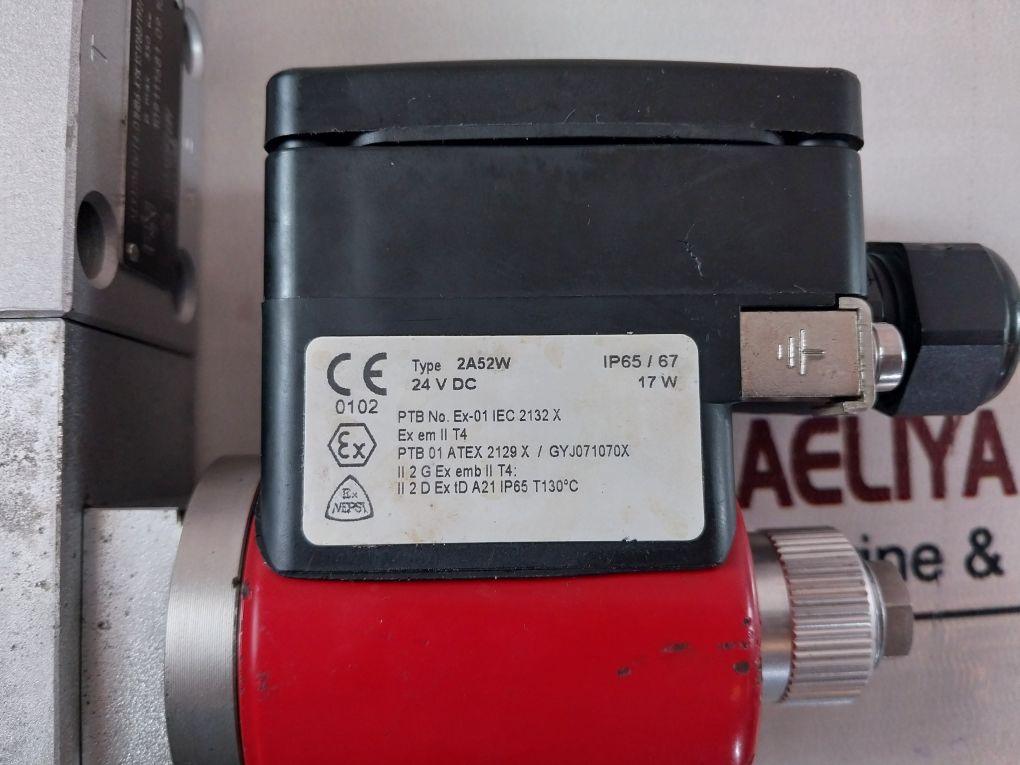 CE
0102
Type 2A52W
24 V DC
IP65 / 67
17 W
PTB No. Ex-01 IEC 2132 X
Ex em II T4
PTB 01 ATEX 2129 X / GYJ071070X
II 2 G Ex emb II T4:
II 2 D Ex tD A21 IP65 T130°C
Ex
Ex
NEPSI
AELIYA
ine &
T